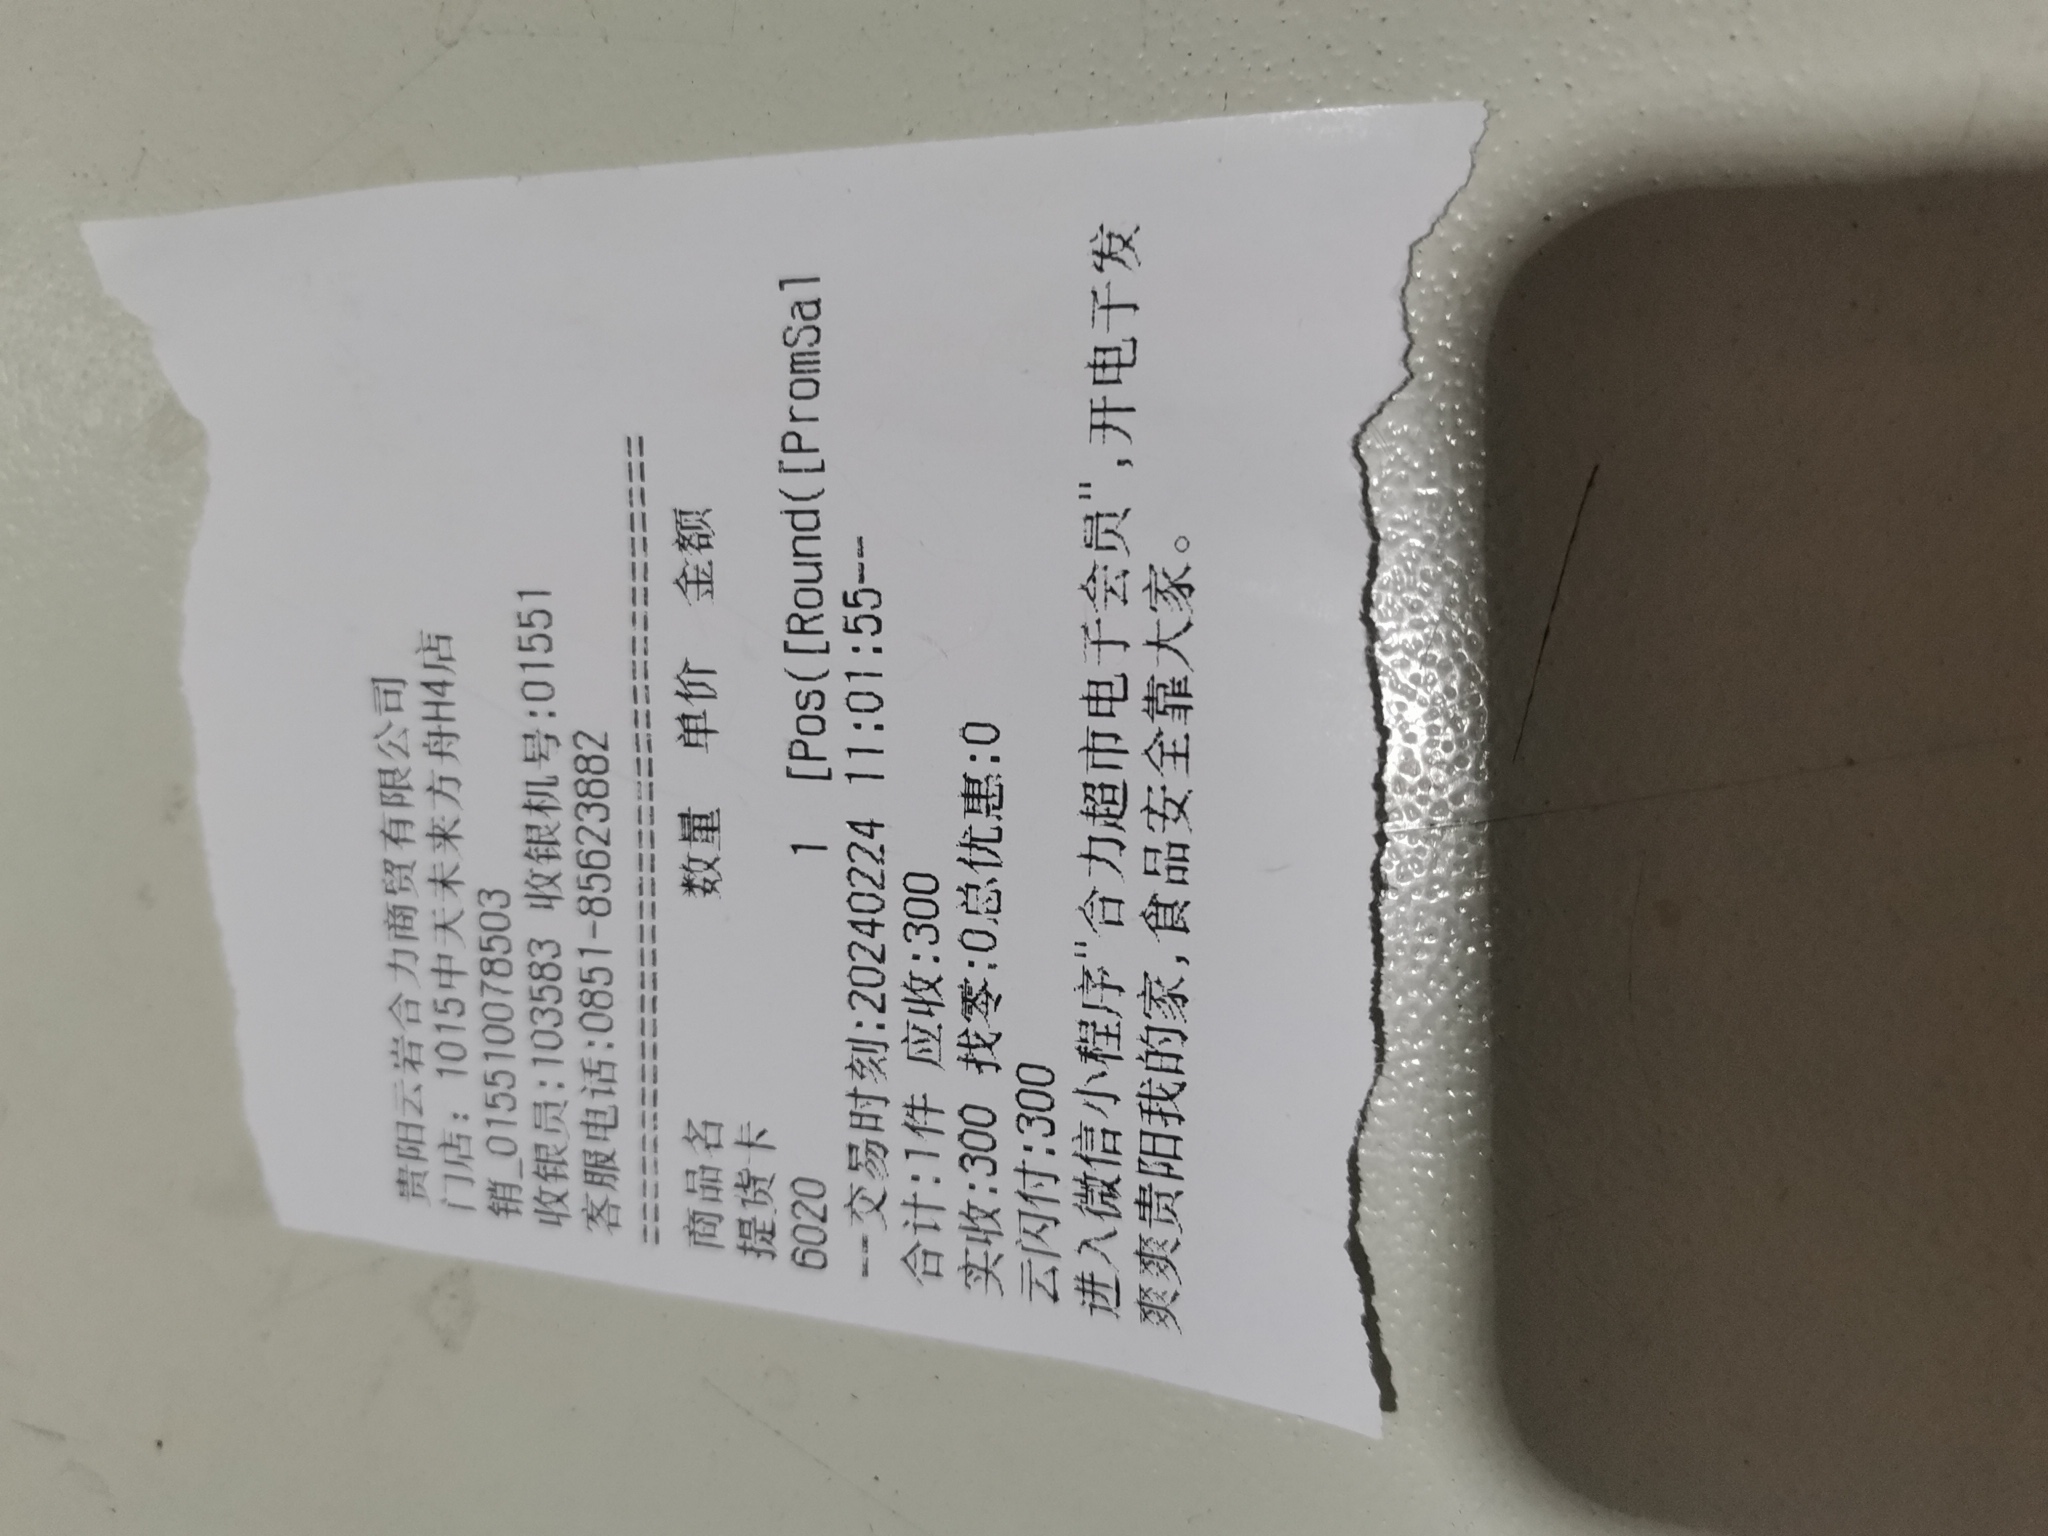 贵阳云岩合力商贸有限公司
门店: 1015中天未来方舟H4店
销_015510078503
收银员:103583 收银机号:01551
客服电话:0851-85623882
========================================
商品名 数量 单价 金额
提货卡
6020 1 [Pos([Round([PromSal
--交易时刻:20240224 11:01:55--
合计:1件 应收:300
实收:300 找零:0总优惠:0
云闪付:300
进入微信小程序"合力超市电子会员",开电子发
爽爽贵阳我的家,食品安全靠大家。